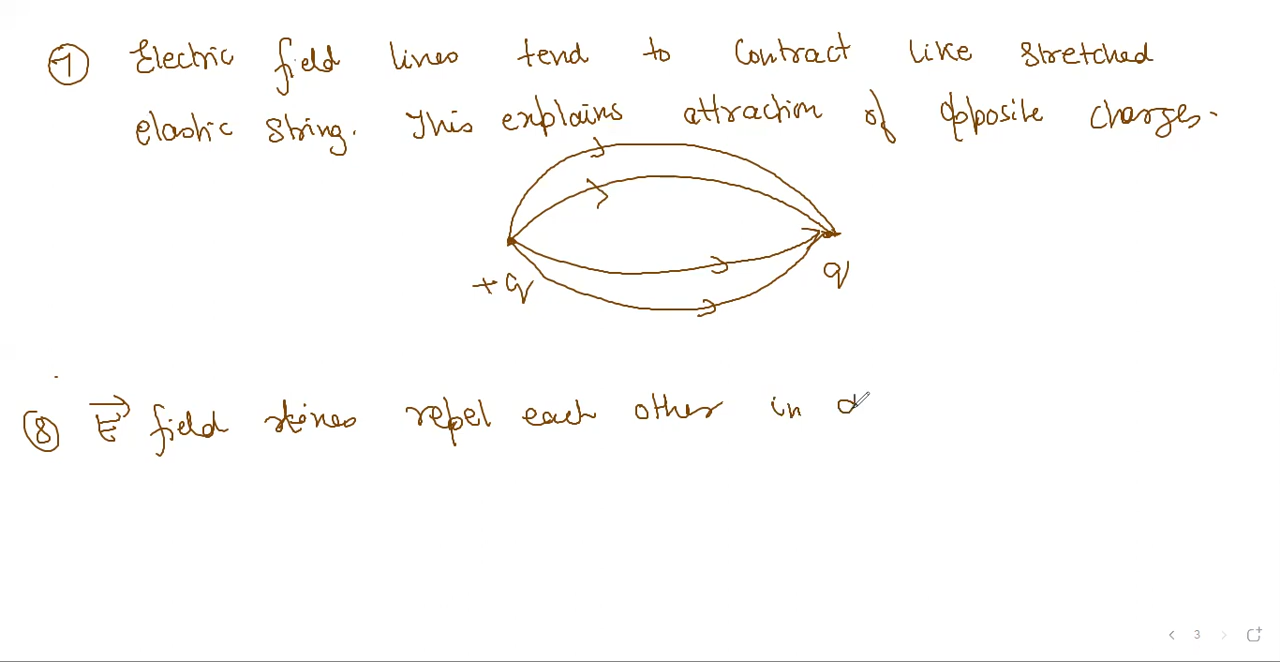 7 Electric field lines tend to contract like stretched
elastic string. This explains attraction of opposite charges.
+q
q
8 E field lines repel each other in
3